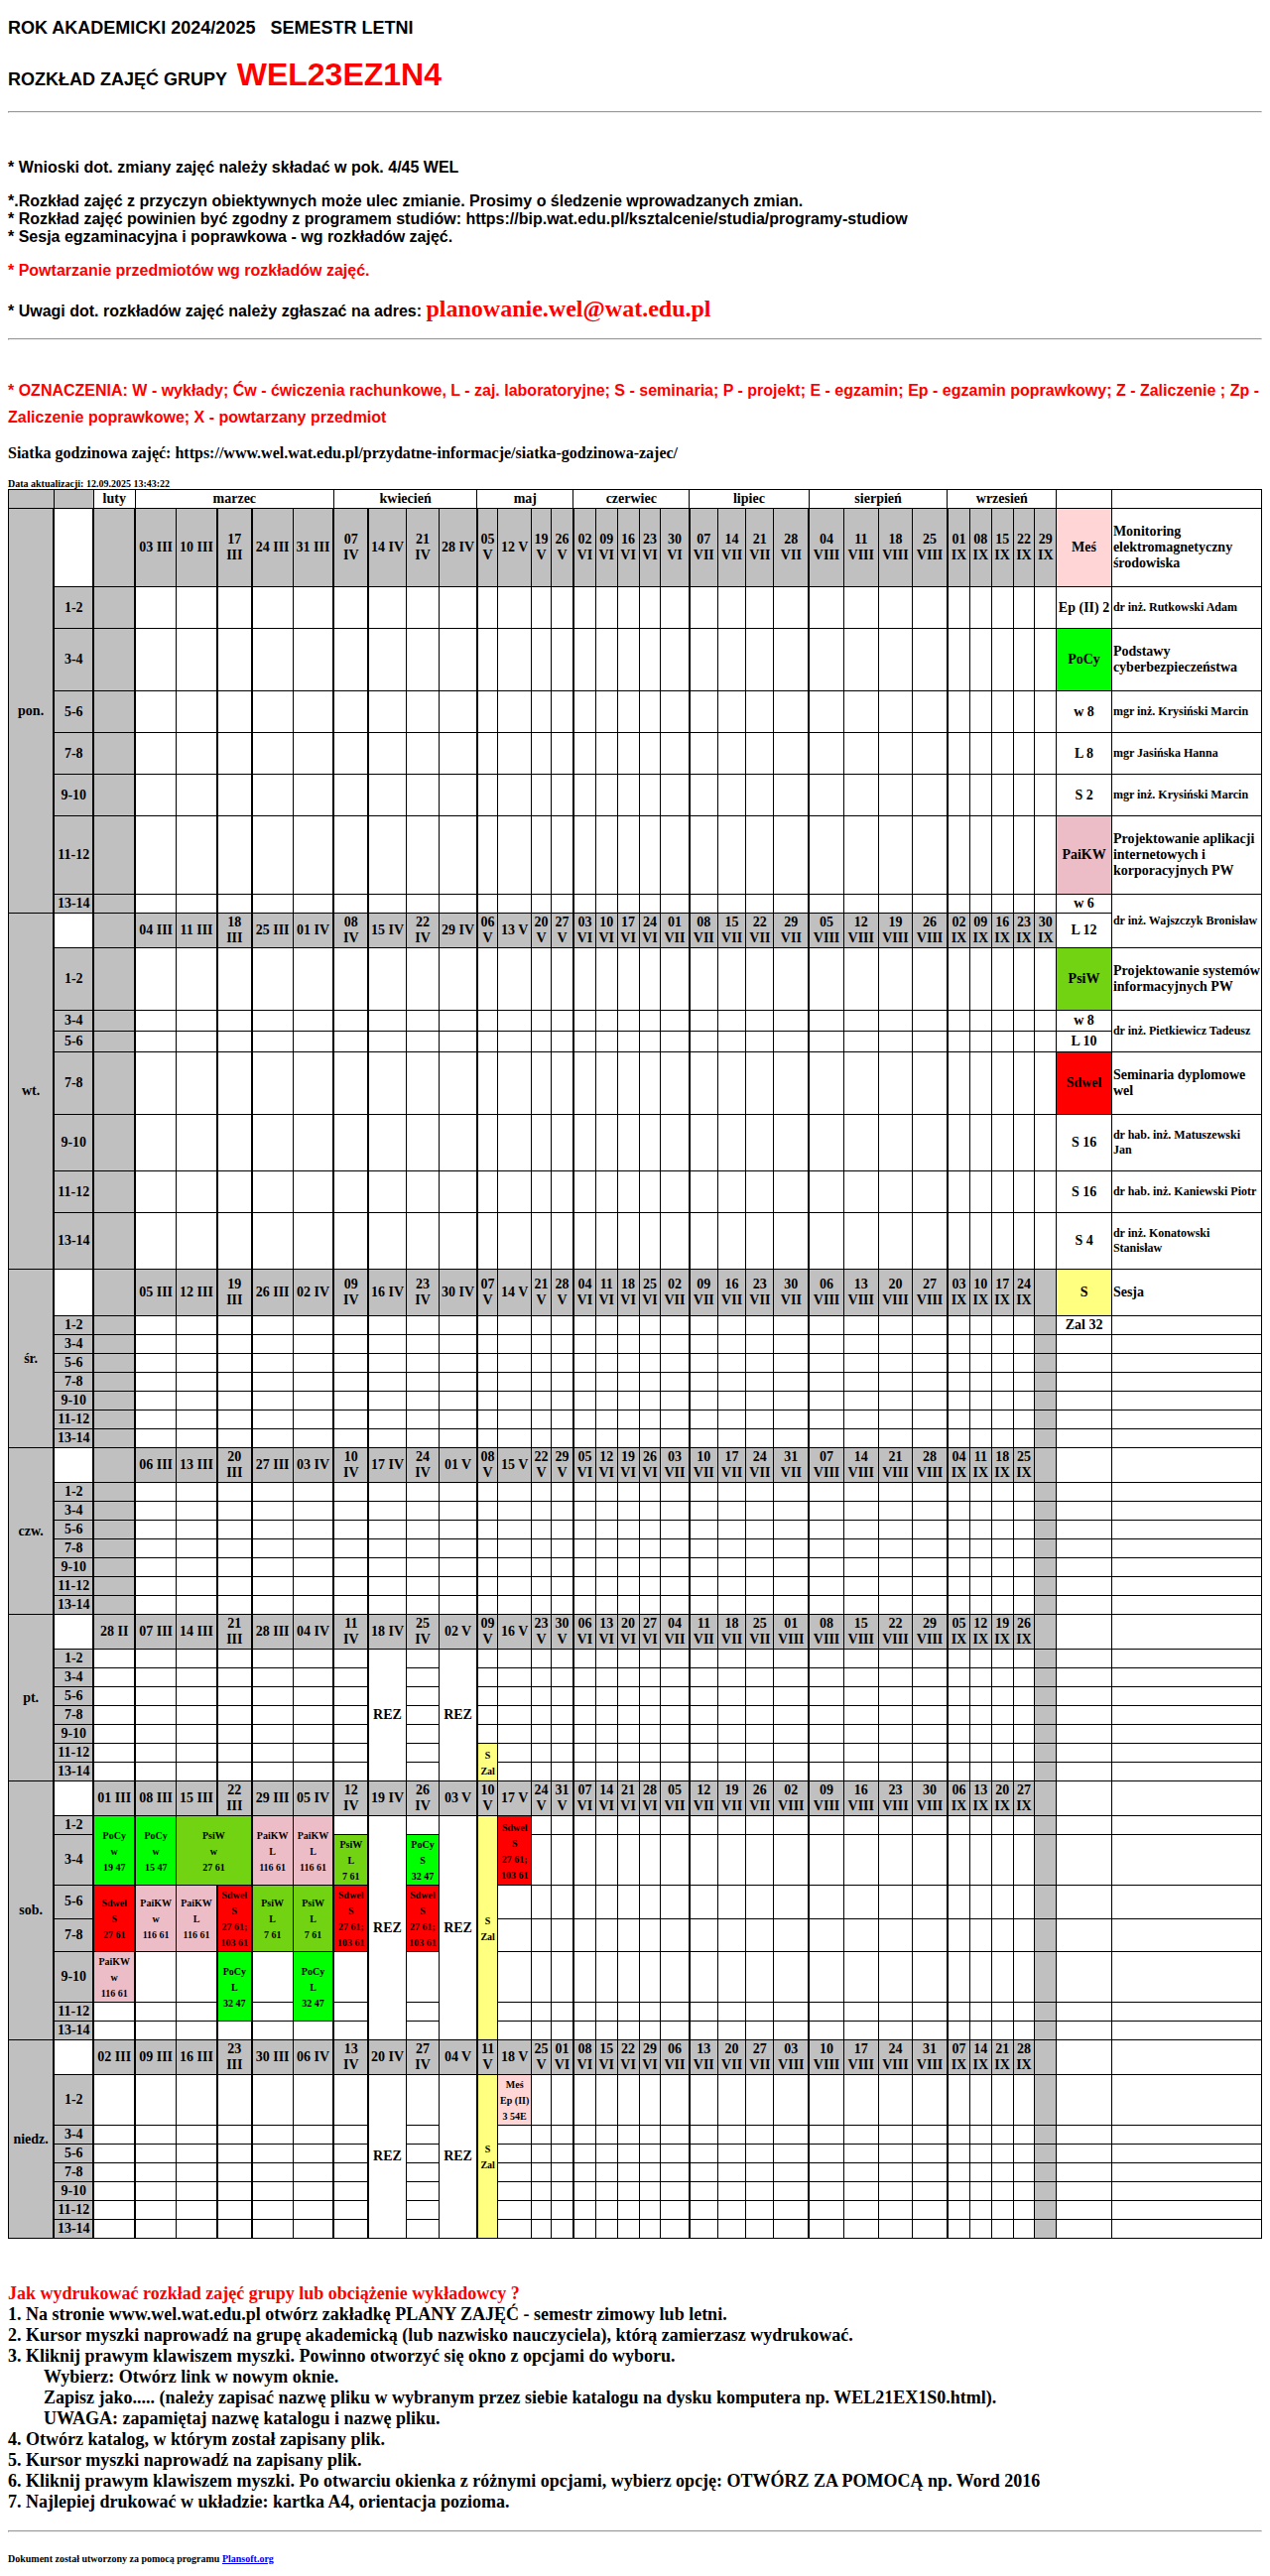 ROK AKADEMICKI 2024/2025 SEMESTR LETNI
ROZKŁAD ZAJĘĆ GRUPY WEL23EZ1N4
* Wnioski dot. zmiany zajęć należy składać w pok. 4/45 WEL
*.Rozkład zajęć z przyczyn obiektywnych może ulec zmianie. Prosimy o śledzenie wprowadzanych zmian.
* Rozkład zajęć powinien być zgodny z programem studiów: https://bip.wat.edu.pl/ksztalcenie/studia/programy-studiow
* Sesja egzaminacyjna i poprawkowa - wg rozkładów zajęć.
* Powtarzanie przedmiotów wg rozkładów zajęć.
* Uwagi dot. rozkładów zajęć należy zgłaszać na adres: planowanie.wel@wat.edu.pl
* OZNACZENIA: W - wykłady; Ćw - ćwiczenia rachunkowe, L - zaj. laboratoryjne; S - seminaria; P - projekt; E - egzamin; Ep - egzamin poprawkowy; Z - Zaliczenie ; Zp -
Zaliczenie poprawkowe; X - powtarzany przedmiot
Siatka godzinowa zajęć: https://www.wel.wat.edu.pl/przydatne-informacje/siatka-godzinowa-zajec/
Data aktualizacji: 12.09.2025 13:43:22
luty marzec kwiecień maj czerwiec lipiec sierpień wrzesień
pon. 03 III 10 III 17 III 24 III 31 III 07 IV 14 IV 21 IV 28 IV 05 V 12 V 19 V 26 V 02 VI 09 VI 16 VI 23 VI 30 VI 07 VII 14 VII 21 VII 28 VII 04 VIII 11 VIII 18 VIII 25 VIII 01 IX 08 IX 15 IX 22 IX 29 IX Meś Monitoring elektromagnetyczny środowiska
1-2 Ep (II) 2 dr inż. Rutkowski Adam
3-4 PoCy Podstawy cyberbezpieczeństwa
5-6 w 8 mgr inż. Krysiński Marcin
7-8 L 8 mgr Jasińska Hanna
9-10 S 2 mgr inż. Krysiński Marcin
11-12 PaiKW Projektowanie aplikacji internetowych i korporacyjnych PW
13-14 w 6 dr inż. Wajszczyk Bronisław
wt. 04 III 11 III 18 III 25 III 01 IV 08 IV 15 IV 22 IV 29 IV 06 V 13 V 20 V 27 V 03 VI 10 VI 17 VI 24 VI 01 VII 08 VII 15 VII 22 VII 29 VII 05 VIII 12 VIII 19 VIII 26 VIII 02 IX 09 IX 16 IX 23 IX 30 IX L 12
1-2 PsiW Projektowanie systemów informacyjnych PW
3-4 w 8 dr inż. Pietkiewicz Tadeusz
5-6 L 10
7-8 Sdwel Seminaria dyplomowe wel
9-10 S 16 dr hab. inż. Matuszewski Jan
11-12 S 16 dr hab. inż. Kaniewski Piotr
13-14 S 4 dr inż. Konatowski Stanisław
śr. 05 III 12 III 19 III 26 III 02 IV 09 IV 16 IV 23 IV 30 IV 07 V 14 V 21 V 28 V 04 VI 11 VI 18 VI 25 VI 02 VII 09 VII 16 VII 23 VII 30 VII 06 VIII 13 VIII 20 VIII 27 VIII 03 IX 10 IX 17 IX 24 IX S Sesja
1-2 Zal 32
3-4
5-6
7-8
9-10
11-12
13-14
czw. 06 III 13 III 20 III 27 III 03 IV 10 IV 17 IV 24 IV 01 V 08 V 15 V 22 V 29 V 05 VI 12 VI 19 VI 26 VI 03 VII 10 VII 17 VII 24 VII 31 VII 07 VIII 14 VIII 21 VIII 28 VIII 04 IX 11 IX 18 IX 25 IX
1-2
3-4
5-6
7-8
9-10
11-12
13-14
pt. 28 II 07 III 14 III 21 III 28 III 04 IV 11 IV 18 IV 25 IV 02 V 09 V 16 V 23 V 30 V 06 VI 13 VI 20 VI 27 VI 04 VII 11 VII 18 VII 25 VII 01 VIII 08 VIII 15 VIII 22 VIII 29 VIII 05 IX 12 IX 19 IX 26 IX
1-2 REZ REZ
3-4
5-6
7-8
9-10
11-12 S Zal
13-14
sob. 01 III 08 III 15 III 22 III 29 III 05 IV 12 IV 19 IV 26 IV 03 V 10 V 17 V 24 V 31 V 07 VI 14 VI 21 VI 28 VI 05 VII 12 VII 19 VII 26 VII 02 VIII 09 VIII 16 VIII 23 VIII 30 VIII 06 IX 13 IX 20 IX 27 IX
1-2 PoCy w 19 47 PoCy w 15 47 PsiW w 27 61 PaiKW L 116 61 PaiKW L 116 61 REZ REZ S Zal Sdwel S 27 61; 103 61
3-4 PsiW L 7 61 PoCy S 32 47
5-6 Sdwel S 27 61 PaiKW w 116 61 PaiKW L 116 61 Sdwel S 27 61; 103 61 PsiW L 7 61 PsiW L 7 61 Sdwel S 27 61; 103 61 Sdwel S 27 61; 103 61
7-8
9-10 PaiKW w 116 61 PoCy L 32 47 PoCy L 32 47
11-12
13-14
niedz. 02 III 09 III 16 III 23 III 30 III 06 IV 13 IV 20 IV 27 IV 04 V 11 V 18 V 25 V 01 VI 08 VI 15 VI 22 VI 29 VI 06 VII 13 VII 20 VII 27 VII 03 VIII 10 VIII 17 VIII 24 VIII 31 VIII 07 IX 14 IX 21 IX 28 IX
1-2 REZ REZ S Zal Meś Ep (II) 3 54E
3-4
5-6
7-8
9-10
11-12
13-14
Jak wydrukować rozkład zajęć grupy lub obciążenie wykładowcy ?
1. Na stronie www.wel.wat.edu.pl otwórz zakładkę PLANY ZAJĘĆ - semestr zimowy lub letni.
2. Kursor myszki naprowadź na grupę akademicką (lub nazwisko nauczyciela), którą zamierzasz wydrukować.
3. Kliknij prawym klawiszem myszki. Powinno otworzyć się okno z opcjami do wyboru.
Wybierz: Otwórz link w nowym oknie.
Zapisz jako..... (należy zapisać nazwę pliku w wybranym przez siebie katalogu na dysku komputera np. WEL21EX1S0.html).
UWAGA: zapamiętaj nazwę katalogu i nazwę pliku.
4. Otwórz katalog, w którym został zapisany plik.
5. Kursor myszki naprowadź na zapisany plik.
6. Kliknij prawym klawiszem myszki. Po otwarciu okienka z różnymi opcjami, wybierz opcję: OTWÓRZ ZA POMOCĄ np. Word 2016
7. Najlepiej drukować w układzie: kartka A4, orientacja pozioma.
Dokument został utworzony za pomocą programu Plansoft.org